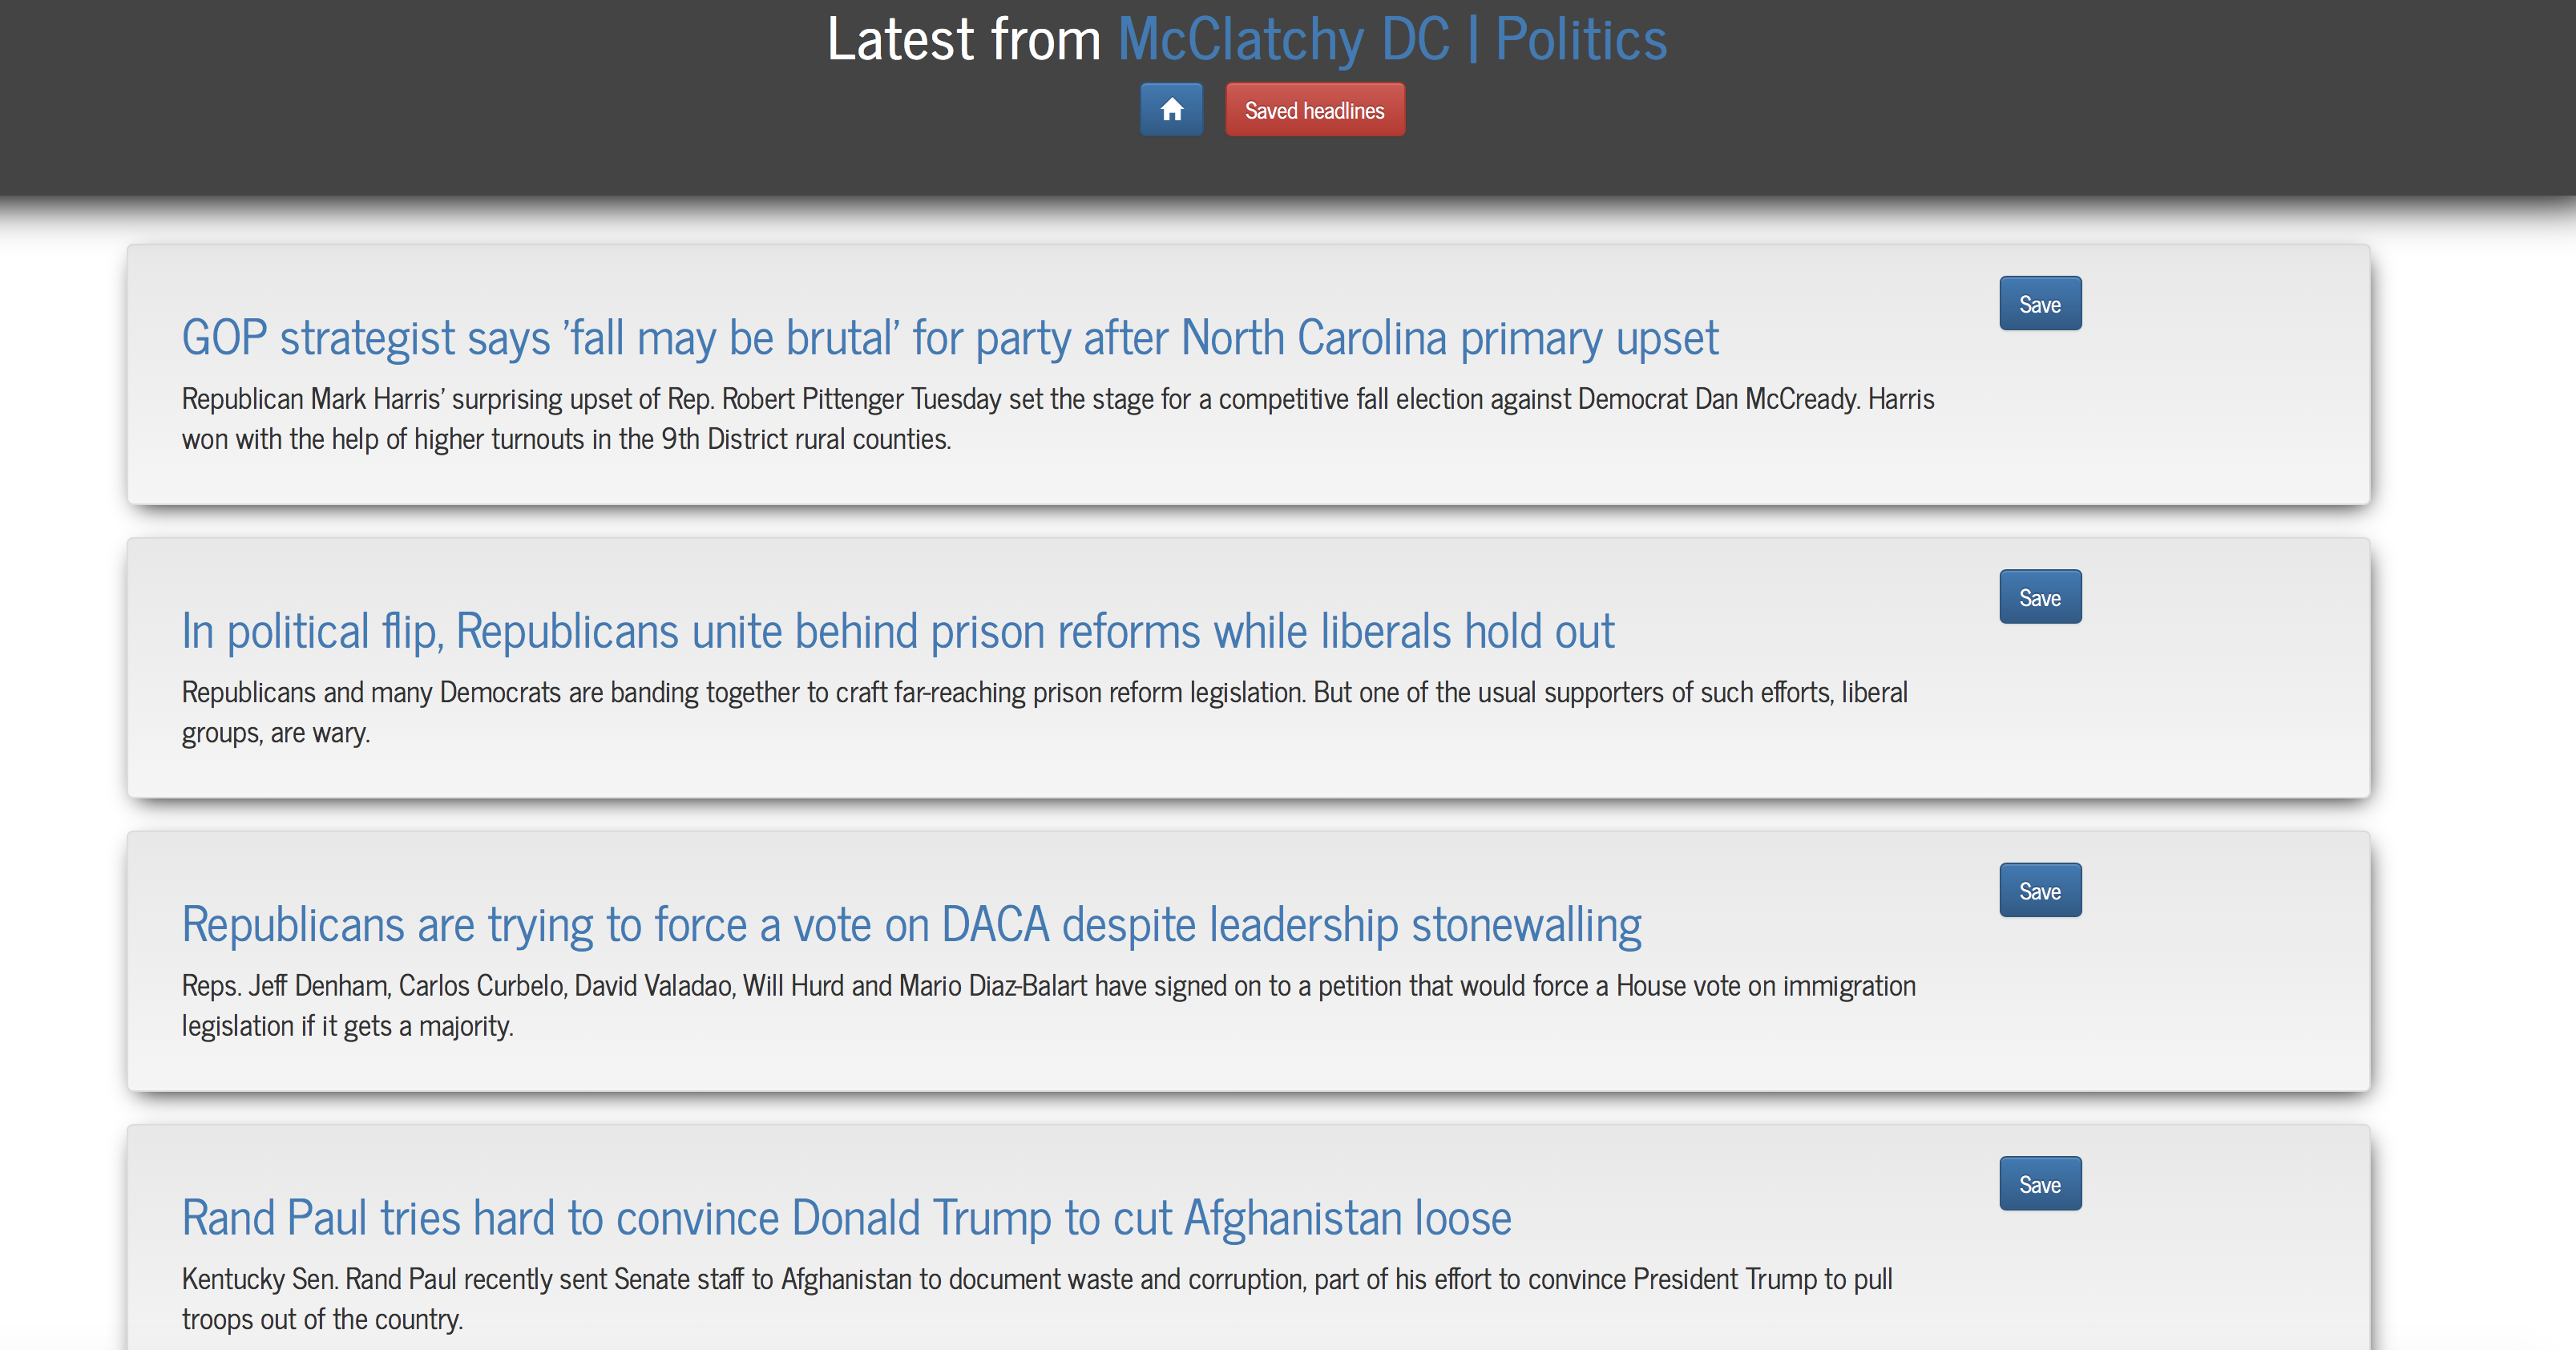 Latest from McClatchy DC | Politics
Saved headlines
Save
GOP strategist says 'fall may be brutal' for party after North Carolina primary upset
Republican Mark Harris' surprising upset of Rep. Robert Pittenger Tuesday set the stage for a competitive fall election against Democrat Dan McCready. Harris
won with the help of higher turnouts in the 9th District rural counties.
Save
In political flip, Republicans unite behind prison reforms while liberals hold out
Republicans and many Democrats are banding together to craft far-reaching prison reform legislation. But one of the usual supporters of such efforts, liberal
groups, are wary.
Save
Republicans are trying to force a vote on DACA despite leadership stonewalling
Reps. Jeff Denham, Carlos Curbelo, David Valadao, Will Hurd and Mario Diaz-Balart have signed on to a petition that would force a House vote on immigration
legislation if it gets a majority.
Save
Rand Paul tries hard to convince Donald Trump to cut Afghanistan loose
Kentucky Sen. Rand Paul recently sent Senate staff to Afghanistan to document waste and corruption, part of his effort to convince President Trump to pull
troops out of the country.